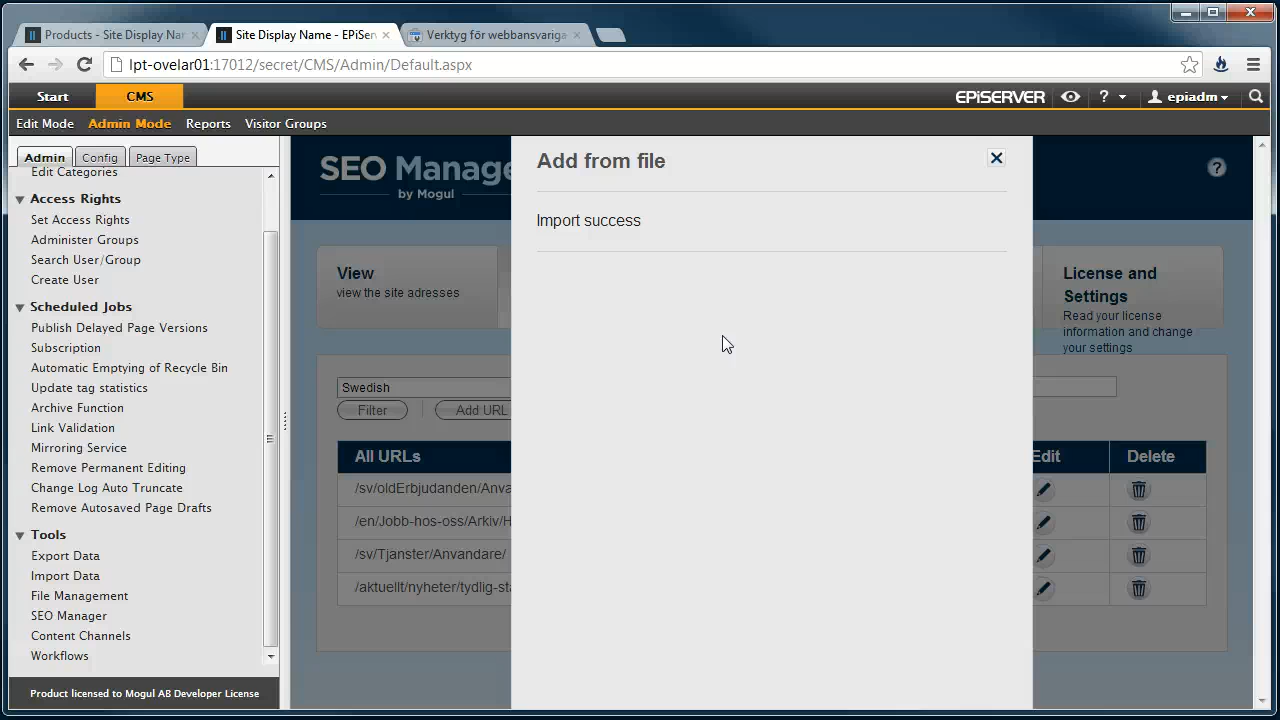 Products - Site Display Nar
Site Display Name - EPiSer
Verktyg för webbansvariga
lpt-ovelar01:17012/secret/CMS/Admin/Default.aspx
Start
CMS
EPiSERVER
?
epiadm
Edit Mode
Admin Mode
Reports
Visitor Groups
Admin
Config
Page Type
Edit Categories
Access Rights
Set Access Rights
Administer Groups
Search User/Group
Create User
Scheduled Jobs
Publish Delayed Page Versions
Subscription
Automatic Emptying of Recycle Bin
Update tag statistics
Archive Function
Link Validation
Mirroring Service
Remove Permanent Editing
Change Log Auto Truncate
Remove Autosaved Page Drafts
Tools
Export Data
Import Data
File Management
SEO Manager
Content Channels
Workflows
Product licensed to Mogul AB Developer License
SEO Manage
by Mogul
?
Add from file
Import success
View
view the site adresses
License and
Settings
Read your license
information and change
your settings
Swedish
Filter
Add URL
All URLs
Edit
Delete
/sv/oldErbjudanden/Anva
/en/Jobb-hos-oss/Arkiv/H
/sv/Tjanster/Anvandare/
/aktuellt/nyheter/tydlig-sta